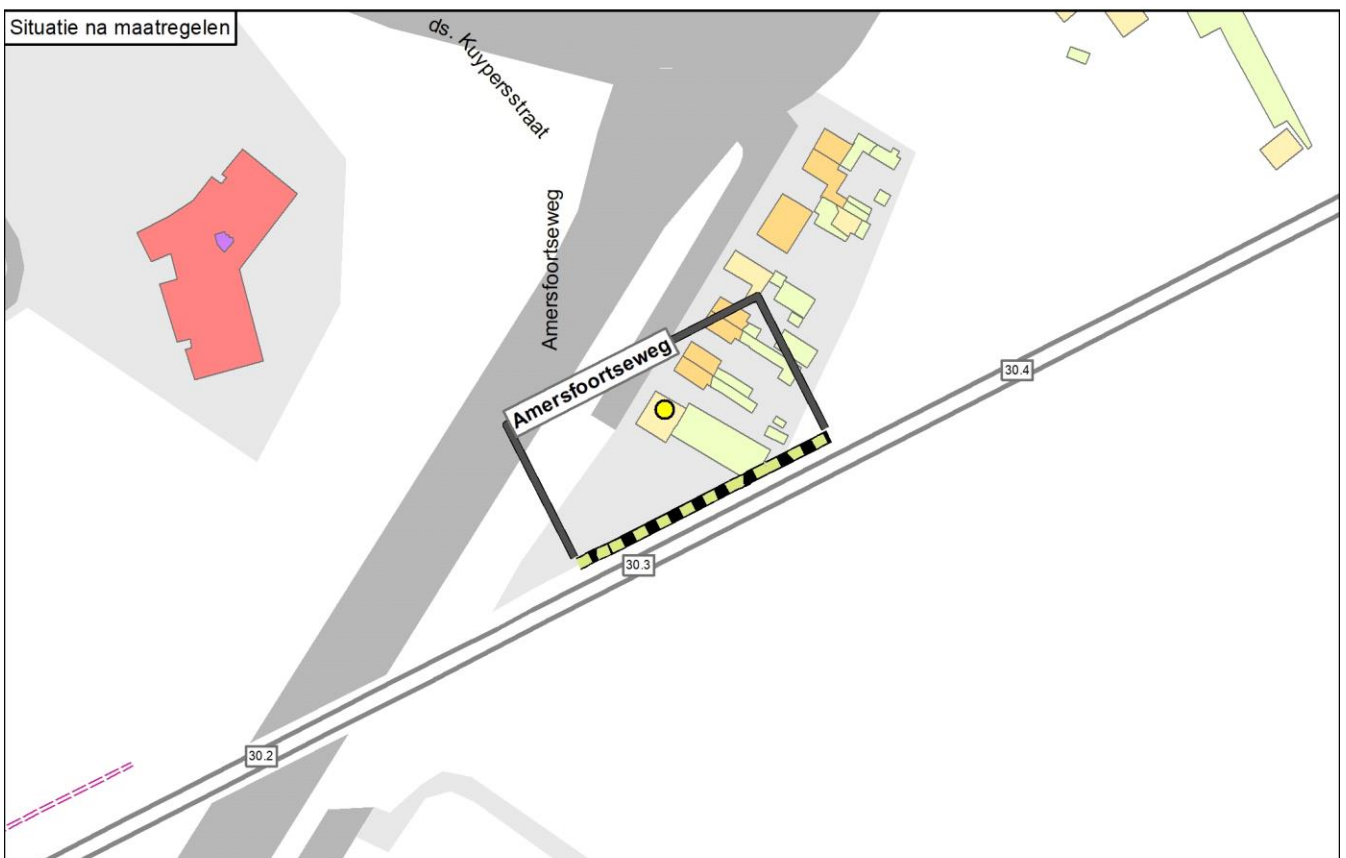 Situatie na maatregelen
ds. Kuypersstraat
Amersfoortseweg
Amersfoortseweg
30.4
30.3
30.2